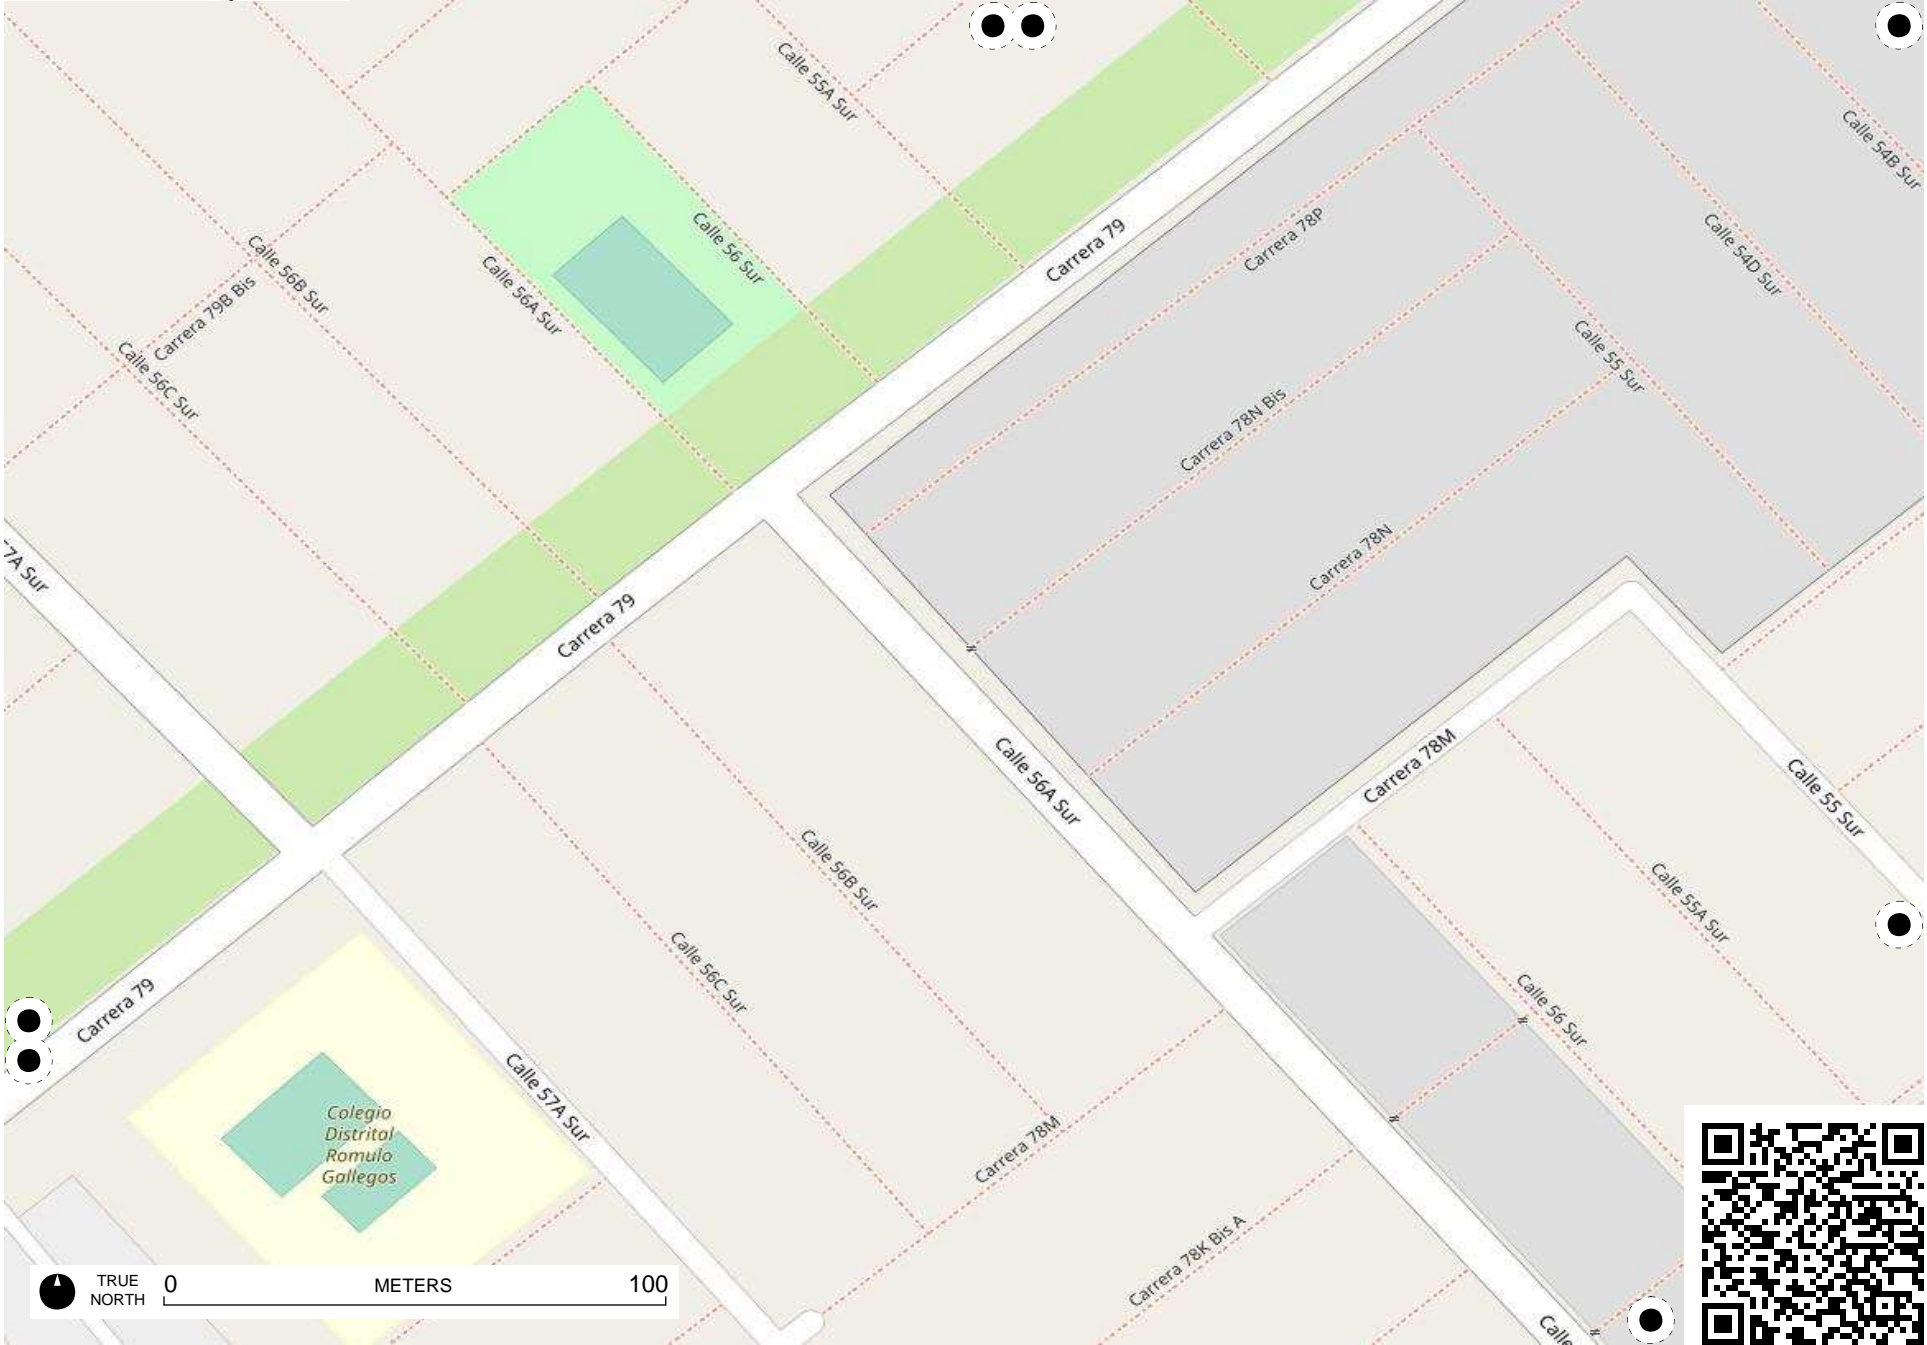 Calle 55A Sur
Calle 54B Sur
Calle 56 Sur
Carrera 79
Carrera 78P
Calle 54D Sur
Calle 56B Sur
Calle 56A Sur
Carrera 79B Bis
Calle 56C Sur
Calle 55 Sur
Carrera 78N Bis
Carrera 78N
7A Sur
Carrera 79
Calle 56A Sur
Carrera 78M
Calle 55 Sur
Calle 56B Sur
Calle 55A Sur
Calle 56C Sur
Calle 56 Sur
Carrera 79
Calle 57A Sur
Colegio
Distrital
Romulo
Gallegos
Carrera 78M
Carrera 78K Bis A
TRUE
NORTH
0
METERS
100
Calle